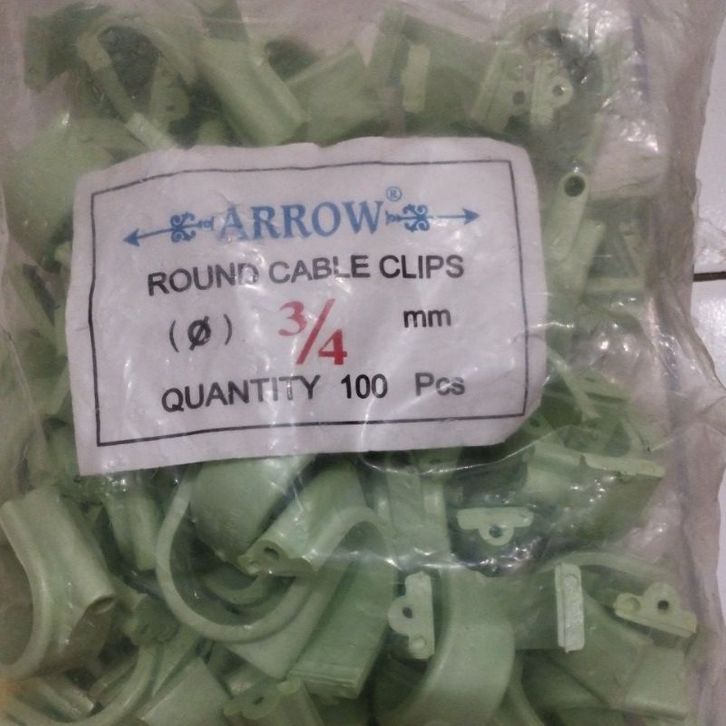 ARROW®
ROUND CABLE CLIPS
(Ø) 3/4 mm
QUANTITY 100 Pcs